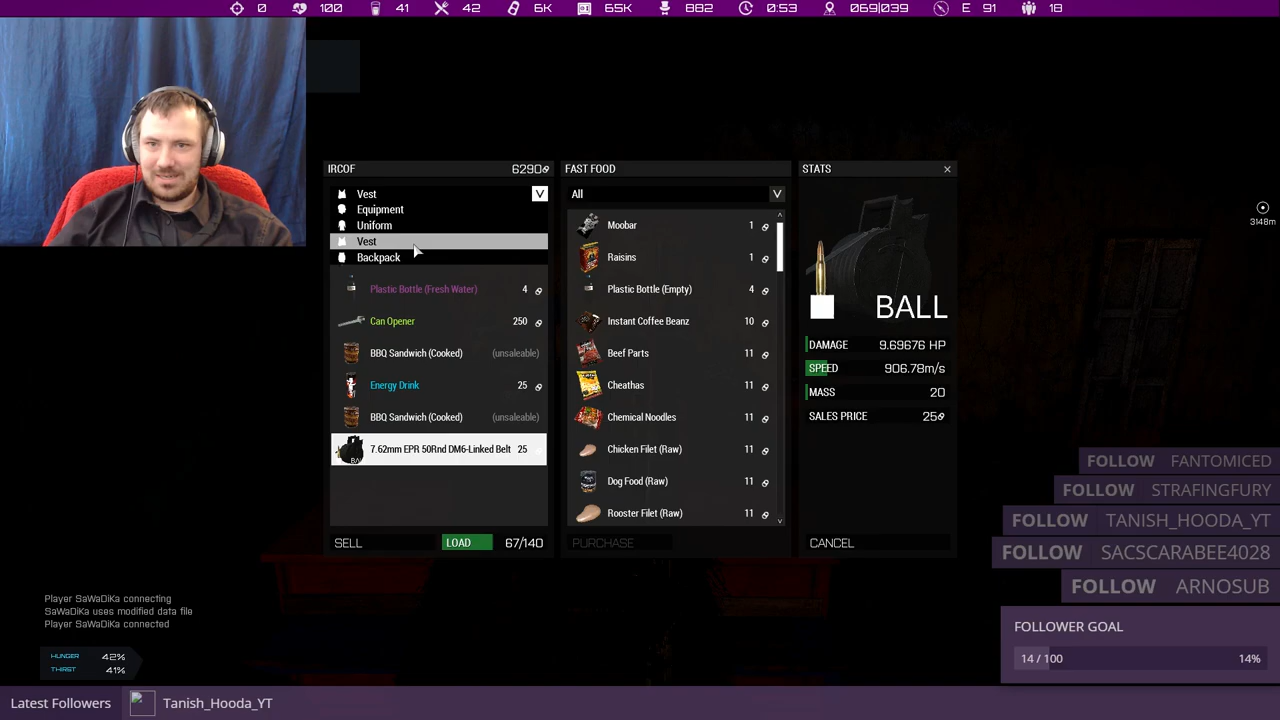 0 100 41 42 6K 65K 882 0:53 069/039 E 91 18
3148m
IRCOF 6290
Vest V
Equipment
Uniform
Vest
Backpack
Plastic Bottle (Fresh Water) 4
Can Opener 250
BBQ Sandwich (Cooked) (unsaleable)
Energy Drink 25
BBQ Sandwich (Cooked) (unsaleable)
7.62mm EPR 50Rnd DM6-Linked Belt 25
SELL LOAD 67/140
FAST FOOD
All V
Moobar 1
Raisins 1
Plastic Bottle (Empty) 4
Instant Coffee Beanz 10
Beef Parts 11
Cheathas 11
Chemical Noodles 11
Chicken Filet (Raw) 11
Dog Food (Raw) 11
Rooster Filet (Raw) 11
PURCHASE
STATS ×
BALL
DAMAGE 9.69676 HP
SPEED 906.78m/s
MASS 20
SALES PRICE 25
CANCEL
FOLLOW FANTOMICED
FOLLOW STRAFINGFURY
FOLLOW TANISH_HOODA_YT
FOLLOW SACSCARABEE4028
FOLLOW ARNOSUB
FOLLOWER GOAL
14 / 100 14%
Player SaWaDiKa connecting
SaWaDiKa uses modified data file
Player SaWaDiKa connected
HUNGER 42%
THIRST 41%
Latest Followers Tanish_Hooda_YT